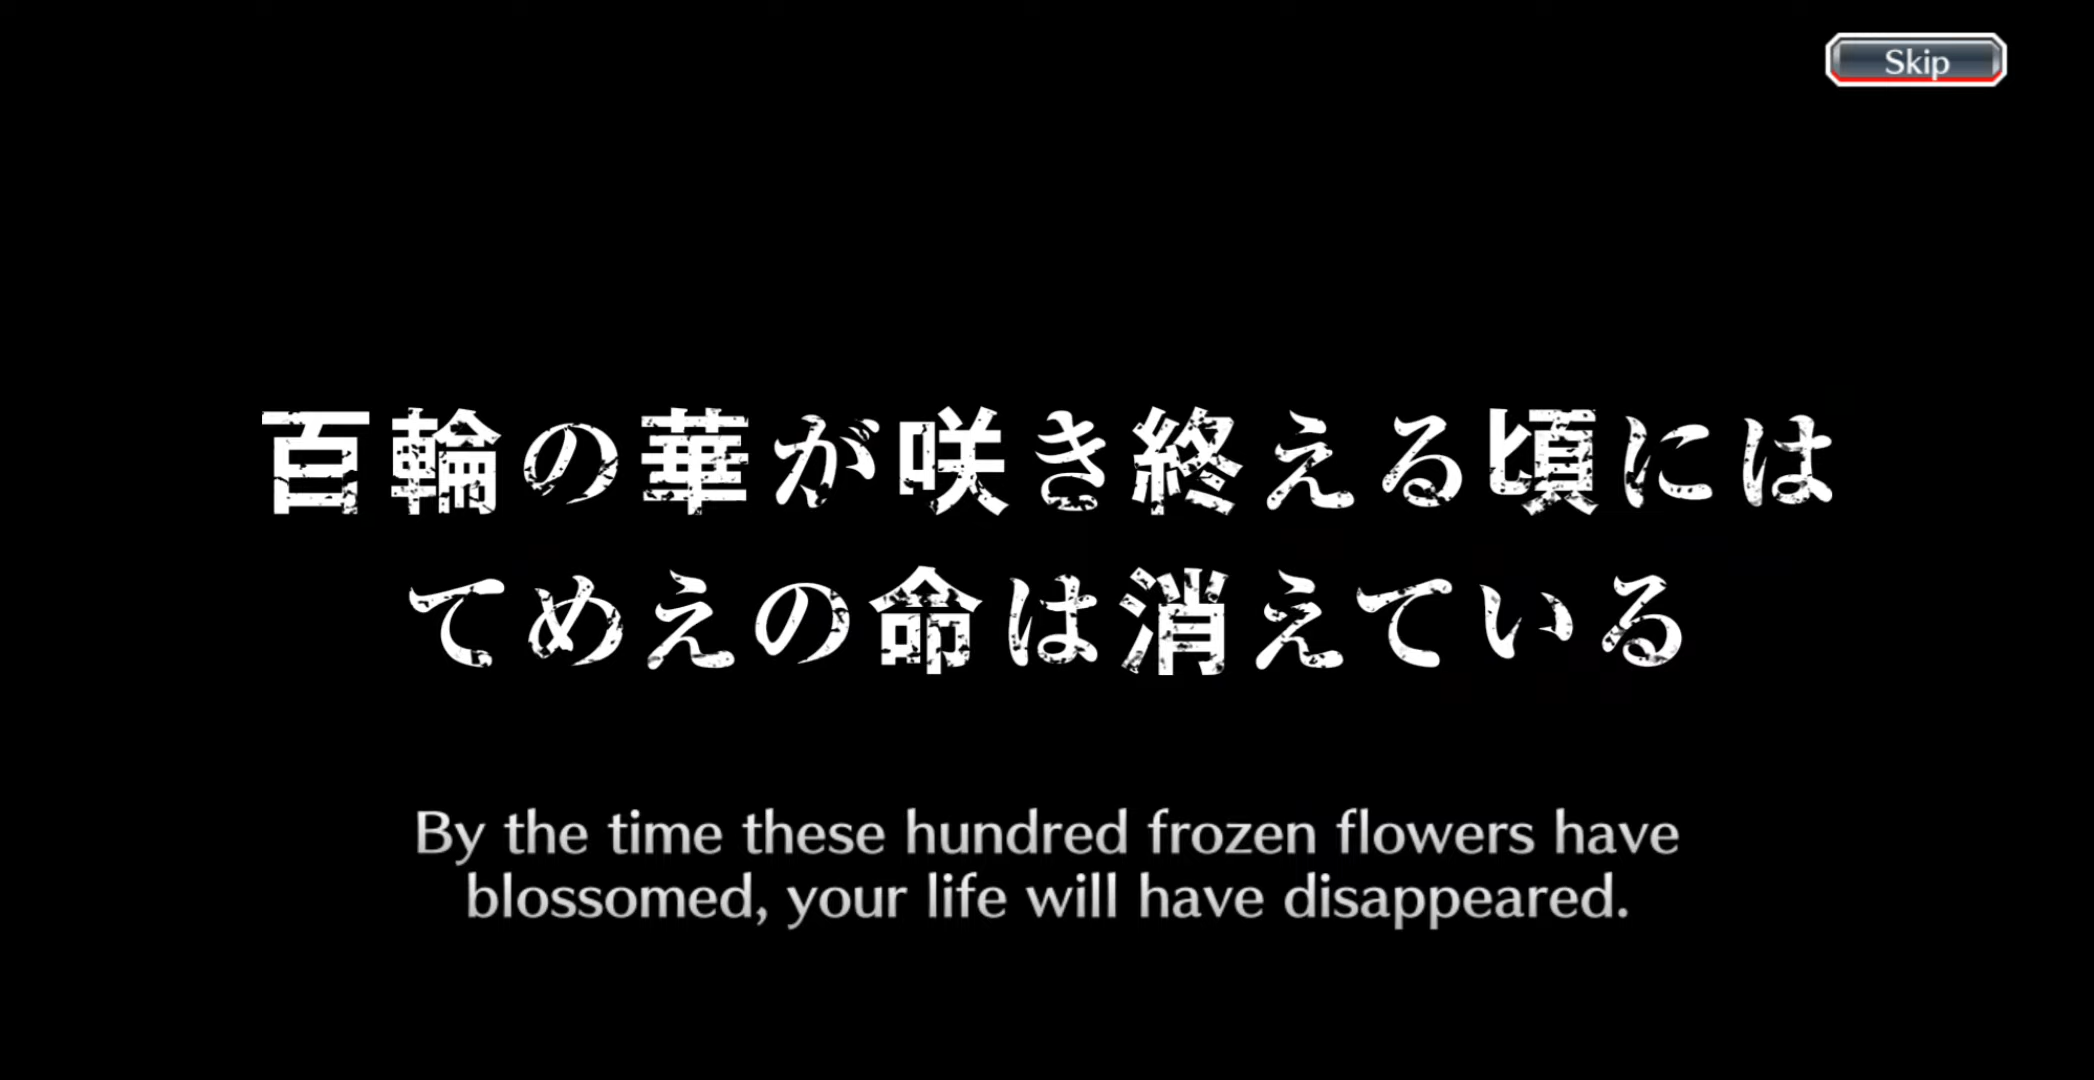 Skip
百輪の華が咲き終える頃には
てめえの命は消えている
By the time these hundred frozen flowers have
blossomed, your life will have disappeared.